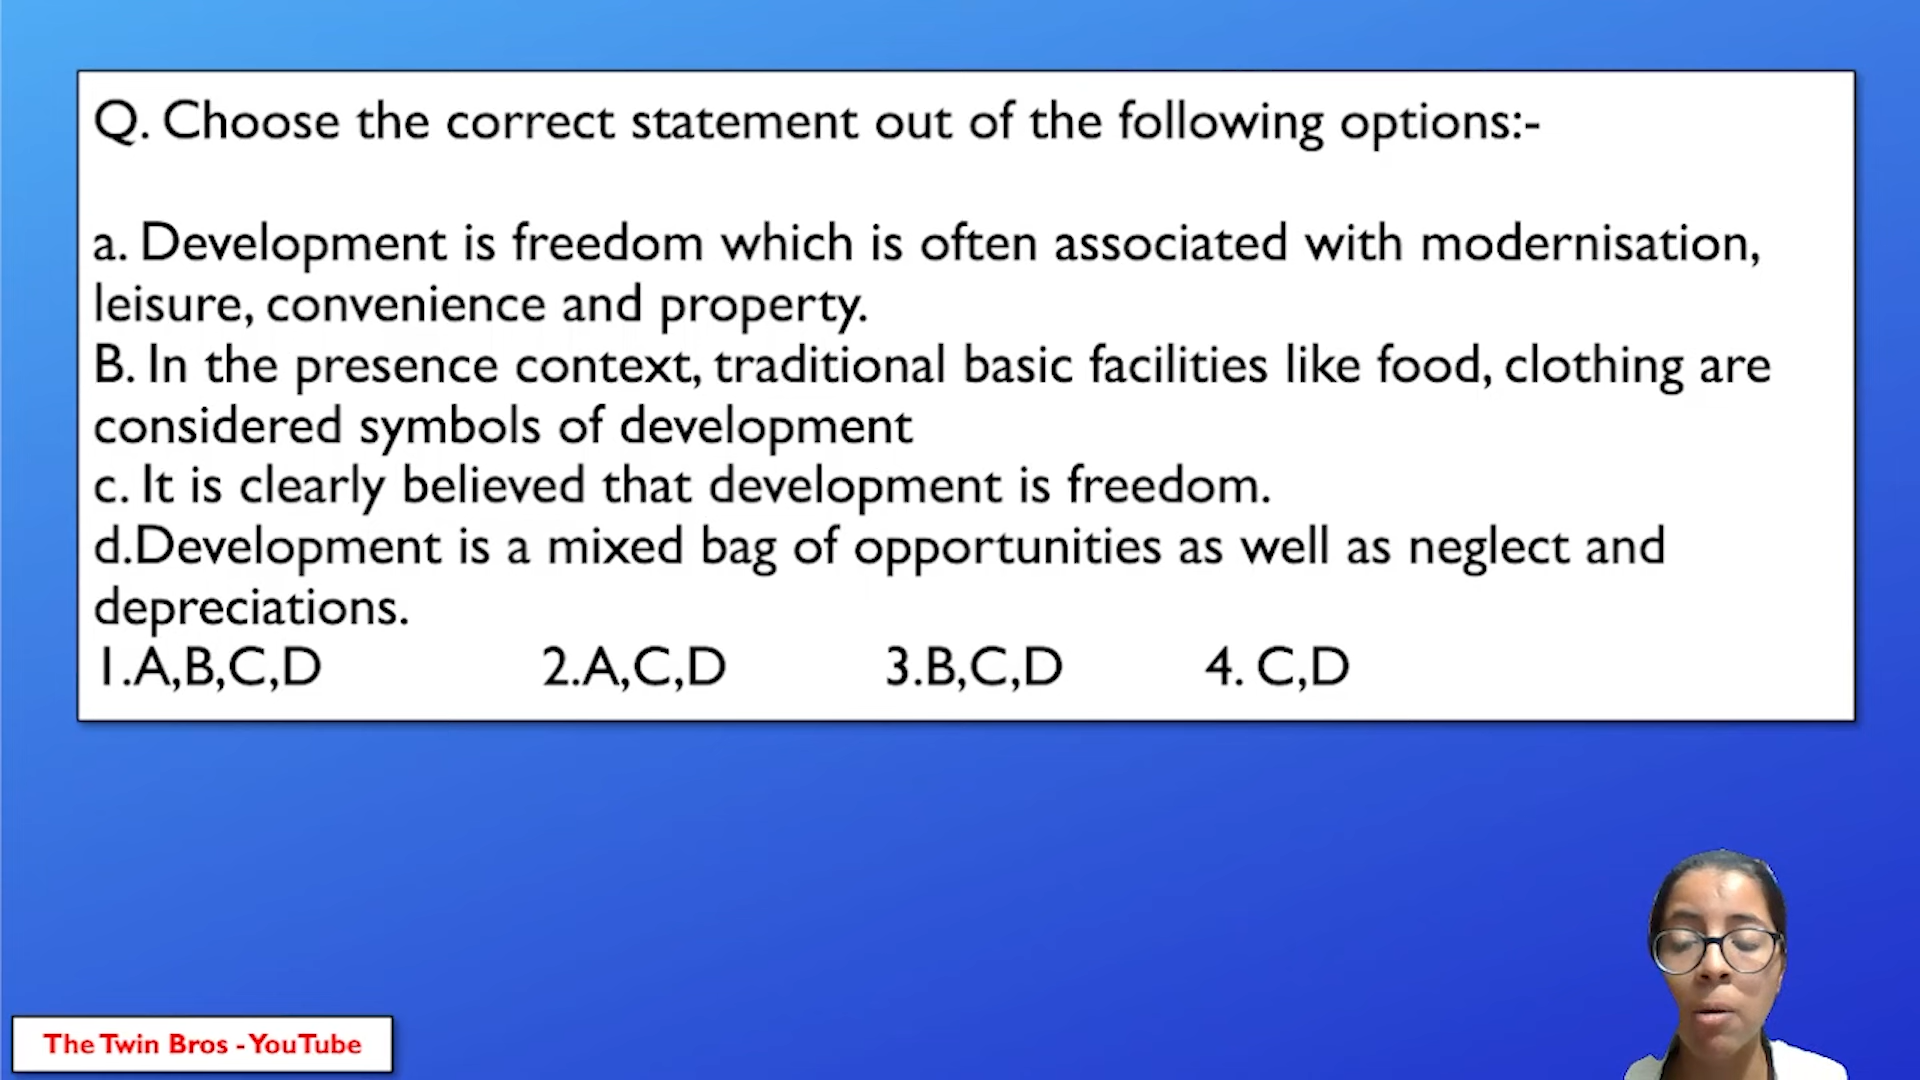 Q. Choose the correct statement out of the following options:-
a. Development is freedom which is often associated with modernisation,
leisure, convenience and property.
B. In the presence context, traditional basic facilities like food, clothing are
considered symbols of development
c. It is clearly believed that development is freedom.
d.Development is a mixed bag of opportunities as well as neglect and
depreciations.
1.A,B,C,D 2.A,C,D 3.B,C,D 4. C,D
The Twin Bros - YouTube